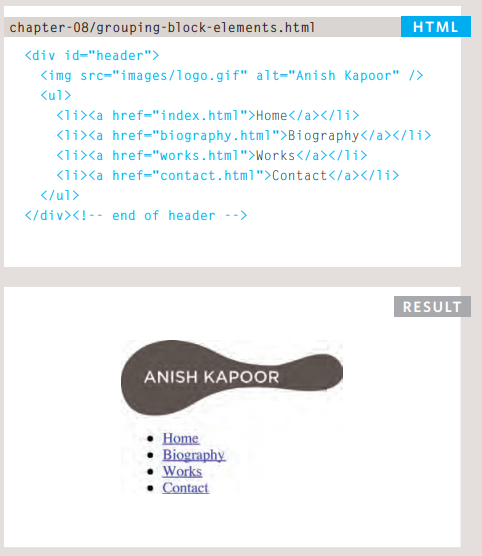 chapter-08/grouping-block-elements.html HTML
<div id="header">
<img src="images/logo.gif" alt="Anish Kapoor" />
<ul>
<li><a href="index.html">Home</a></li>
<li><a href="biography.html">Biography</a></li>
<li><a href="works.html">Works</a></li>
<li><a href="contact.html">Contact</a></li>
</ul>
</div><!-- end of header -->
RESULT
ANISH KAPOOR
Home
Biography
Works
Contact